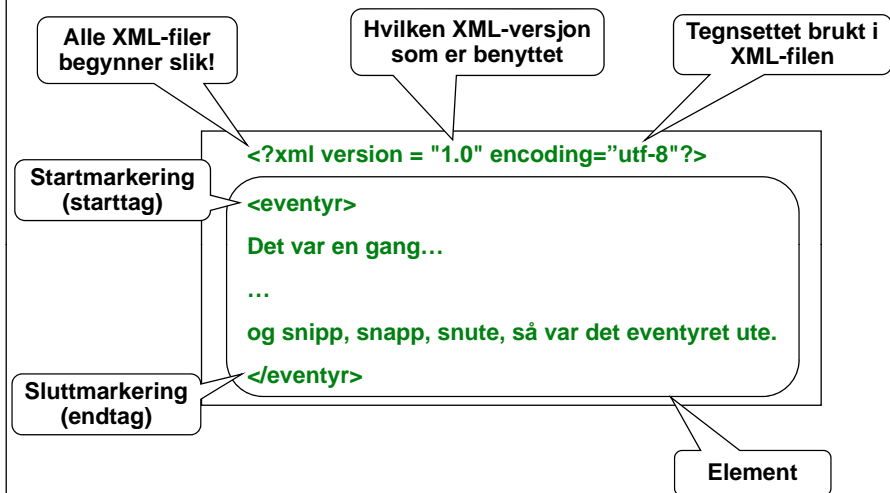 Alle XML-filer
begynner slik!
Hvilken XML-versjon
som er benyttet
Tegnsettet brukt i
XML-filen
<?xml version = "1.0" encoding=”utf-8"?>
Startmarkering
(starttag)
<eventyr>
Det var en gang…
…
og snipp, snapp, snute, så var det eventyret ute.
Sluttmarkering
(endtag)
</eventyr>
Element